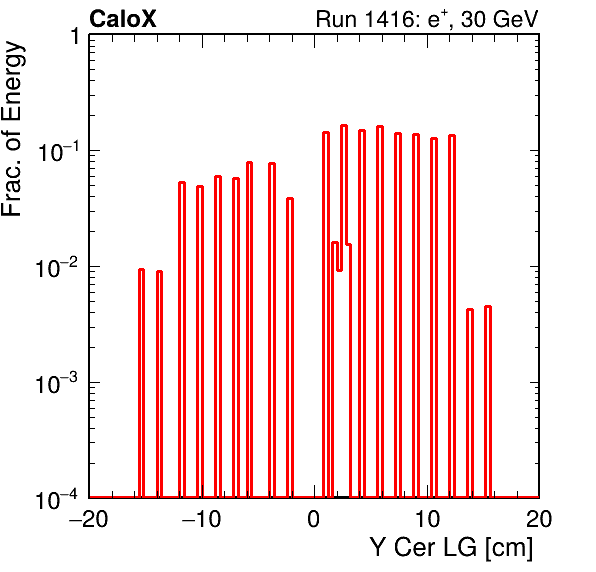 CaloX Run 1416: e⁺, 30 GeV
Frac. of Energy
1
10⁻¹
10⁻²
10⁻³
10⁻⁴
−20 −10 0 10 20
Y Cer LG [cm]